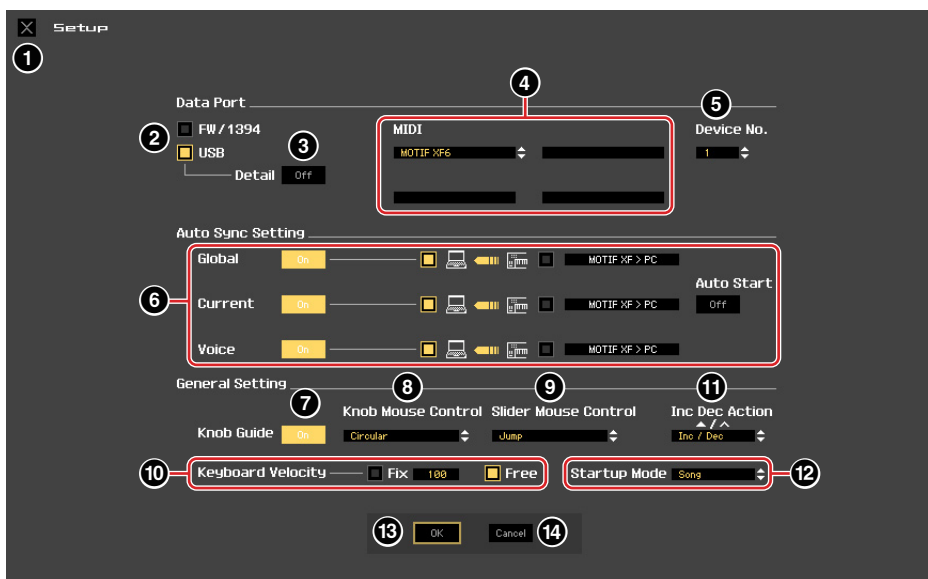 X Setup
1
4
5
Data Port
2 FW/1394 MIDI Device No.
3
USB MOTIF XF6 1
Detail Off
Auto Sync Setting
Global On MOTIF XF > PC
Auto Start
6 Current On MOTIF XF > PC Off
Voice On MOTIF XF > PC
General Setting
7 8 9 11
Knob Mouse Control Slider Mouse Control Inc Dec Action
▲/^
Knob Guide On Circular Jump Inc / Dec
10 Keyboard Velocity Fix 100 Free Startup Mode Song 12
13 OK Cancel 14